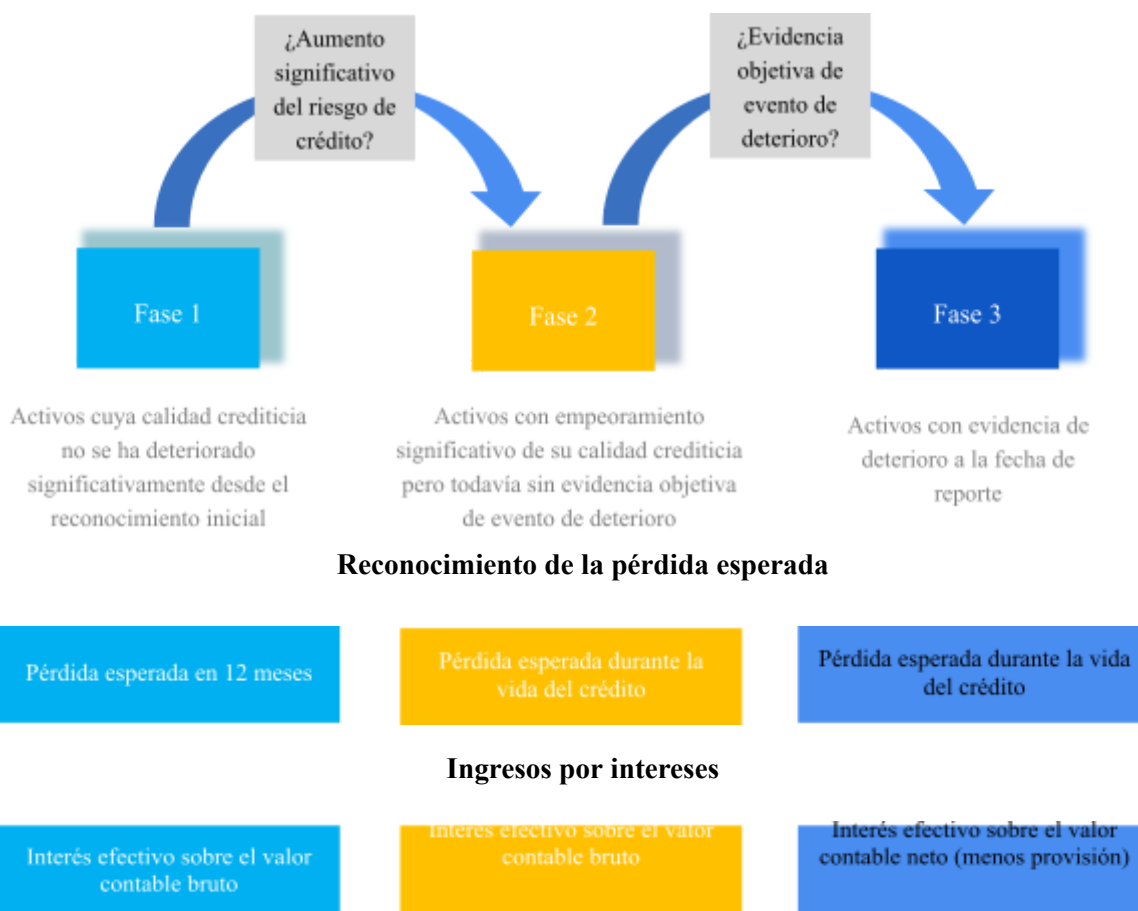 ¿Aumento
significativo
del riesgo de
crédito?
¿Evidencia
objetiva de
evento de
deterioro?
Fase 1
Fase 2
Fase 3
Activos cuya calidad crediticia
no se ha deteriorado
significativamente desde el
reconocimiento inicial
Activos con empeoramiento
significativo de su calidad crediticia
pero todavía sin evidencia objetiva
de evento de deterioro
Activos con evidencia de
deterioro a la fecha de
reporte
Reconocimiento de la pérdida esperada
Pérdida esperada en 12 meses
Pérdida esperada durante la
vida del crédito
Pérdida esperada durante la vida
del crédito
Ingresos por intereses
Interés efectivo sobre el valor
contable bruto
Interés efectivo sobre el valor
contable bruto
Interés efectivo sobre el valor
contable neto (menos provisión)